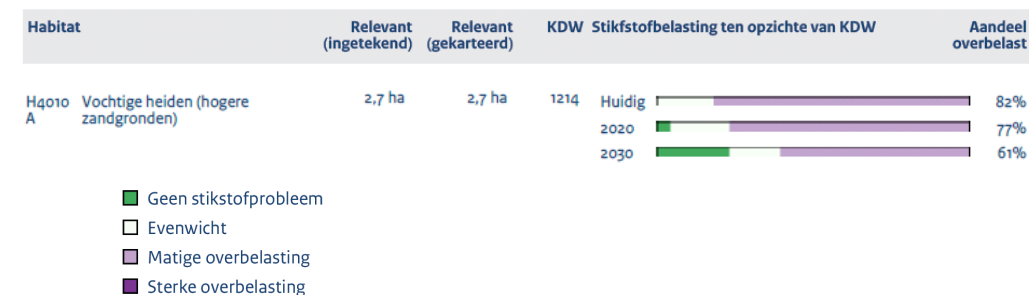 Habitat Relevant Relevant KDW Stikfstofbelasting ten opzichte van KDW Aandeel
(ingetekend) (gekarteerd) overbelast
H4010 Vochtige heiden (hogere 2,7 ha 2,7 ha 1214 Huidig 82%
A zandgronden)
2020 77%
2030 61%
Geen stikstofprobleem
Evenwicht
Matige overbelasting
Sterke overbelasting